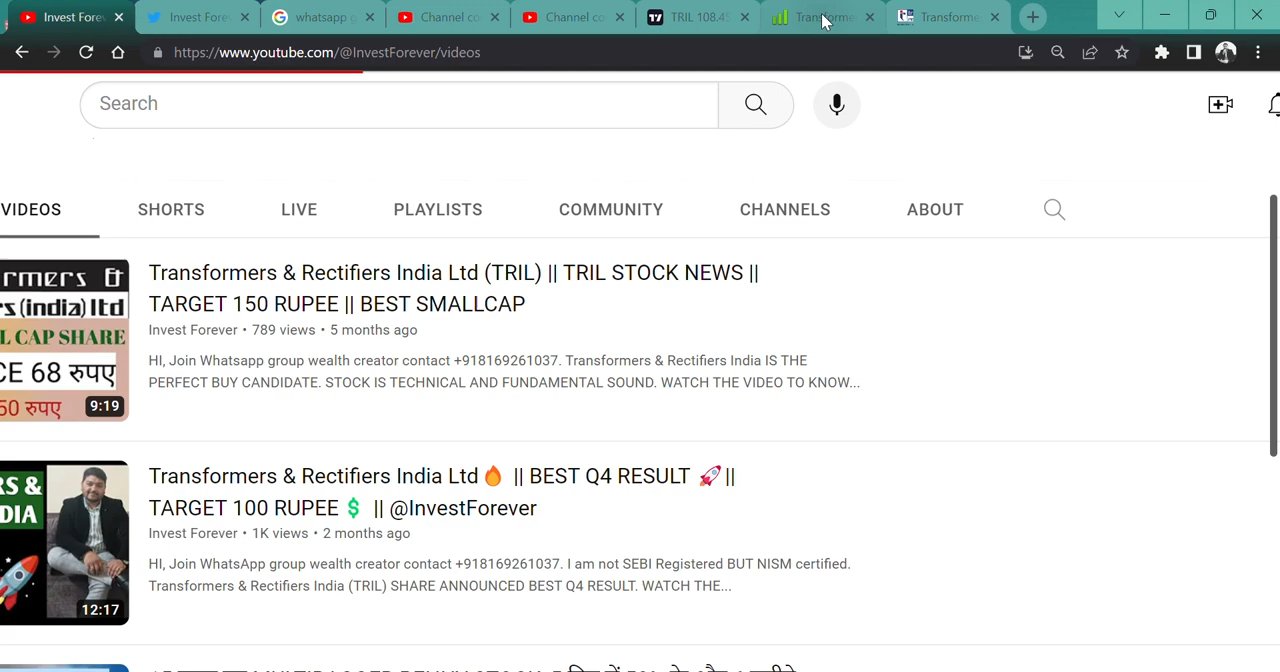 Invest Fore
Invest Forev
whatsapp g
Channel co
Channel co
TRIL 108.45
Transforme
Transforme
https://www.youtube.com/@InvestForever/videos
Search
VIDEOS
SHORTS
LIVE
PLAYLISTS
COMMUNITY
CHANNELS
ABOUT
rmers &
rs (india) ltd
L CAP SHARE
CE 68 रुपए
50 रुपए
9:19
Transformers & Rectifiers India Ltd (TRIL) || TRIL STOCK NEWS ||
TARGET 150 RUPEE || BEST SMALLCAP
Invest Forever • 789 views • 5 months ago
HI, Join Whatsapp group wealth creator contact +918169261037. Transformers & Rectifiers India IS THE
PERFECT BUY CANDIDATE. STOCK IS TECHNICAL AND FUNDAMENTAL SOUND. WATCH THE VIDEO TO KNOW...
RS &
DIA
12:17
Transformers & Rectifiers India Ltd🔥 || BEST Q4 RESULT 🚀||
TARGET 100 RUPEE 💲 || @InvestForever
Invest Forever • 1K views • 2 months ago
HI, Join WhatsApp group wealth creator contact +918169261037. I am not SEBI Registered BUT NISM certified.
Transformers & Rectifiers India (TRIL) SHARE ANNOUNCED BEST Q4 RESULT. WATCH THE...